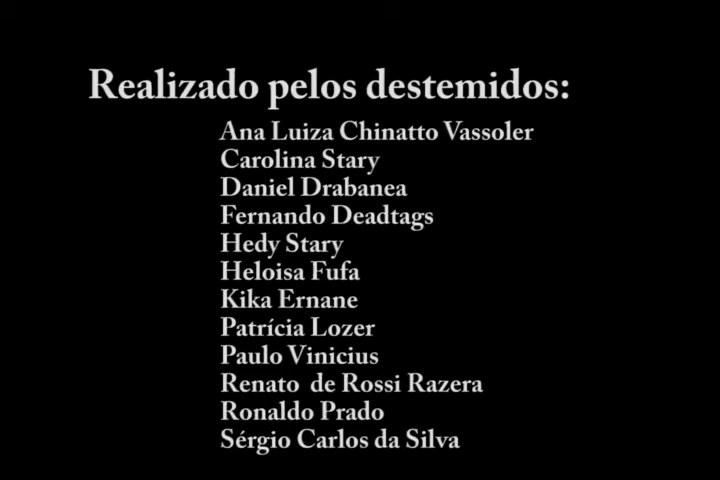 Realizado pelos destemidos:
Ana Luiza Chinatto Vassoler
Carolina Stary
Daniel Drabanea
Fernando Deadtags
Hedy Stary
Heloisa Fufa
Kika Ernane
Patrícia Lozer
Paulo Vinicius
Renato de Rossi Razera
Ronaldo Prado
Sérgio Carlos da Silva